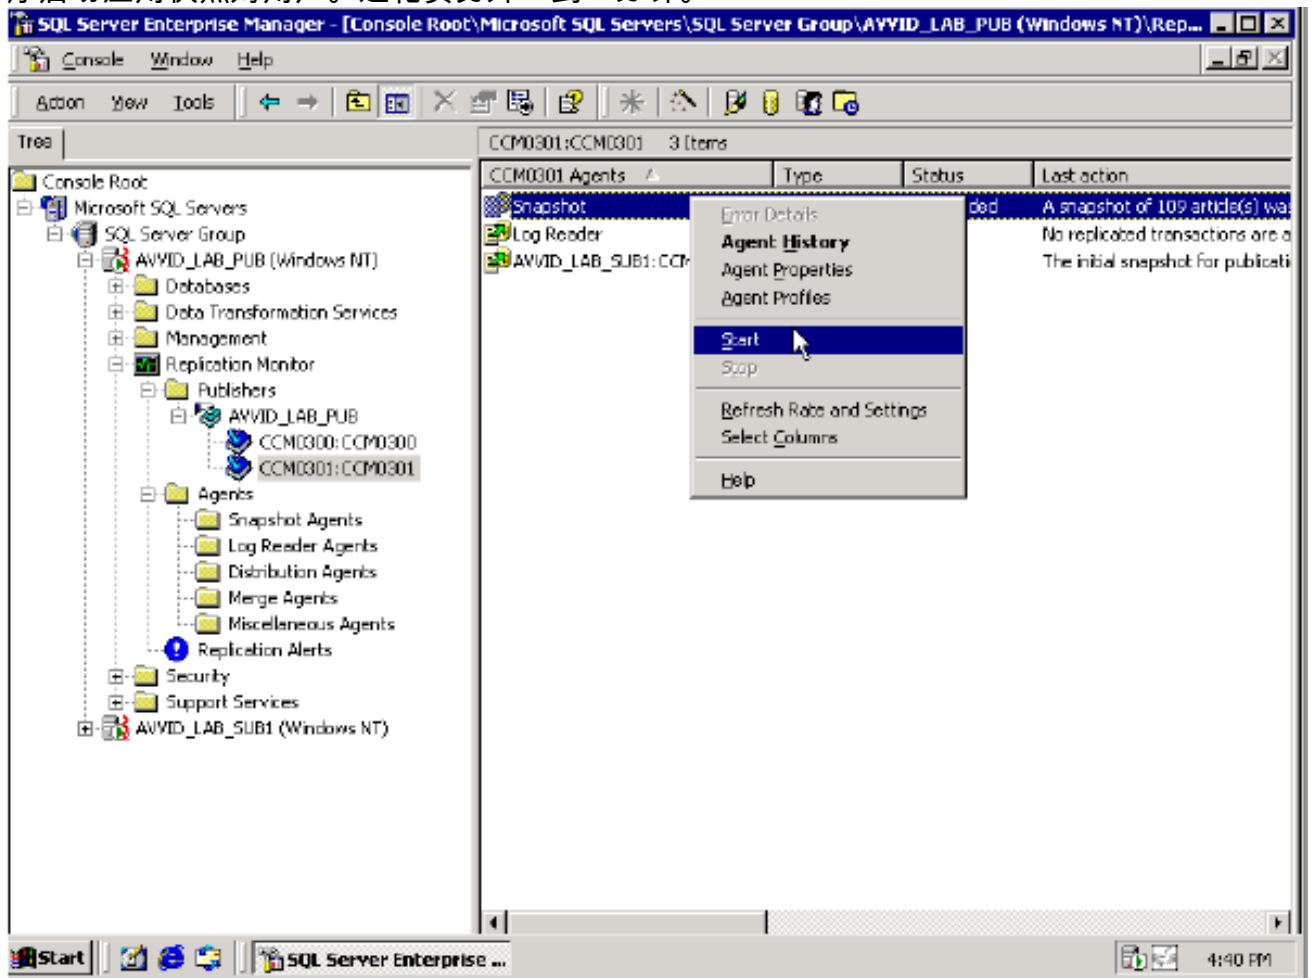 SQL Server Enterprise Manager - [Console Root\Microsoft SQL Servers\SQL Server Group\AVVID_LAB_PUB (Windows NT)\Rep...
Console Window Help
Action View Tools
Tree
CCM0301:CCM0301 3 Items
Console Root
Microsoft SQL Servers
SQL Server Group
AVVID_LAB_PUB (Windows NT)
Databases
Data Transformation Services
Management
Replication Monitor
Publishers
AVVID_LAB_PUB
CCM0300:CCM0300
CCM0301:CCM0301
Agents
Snapshot Agents
Log Reader Agents
Distribution Agents
Merge Agents
Miscellaneous Agents
Replication Alerts
Security
Support Services
AVVID_LAB_SUB1 (Windows NT)
CCM0301 Agents Type Status Last action
Snapshot ded A snapshot of 109 article(s) was
Log Reader No replicated transactions are a
AVVID_LAB_SUB1:CCM The initial snapshot for publicati
Error Details
Agent History
Agent Properties
Agent Profiles
Start
Stop
Refresh Rate and Settings
Select Columns
Help
Start SQL Server Enterprise ... 4:40 PM